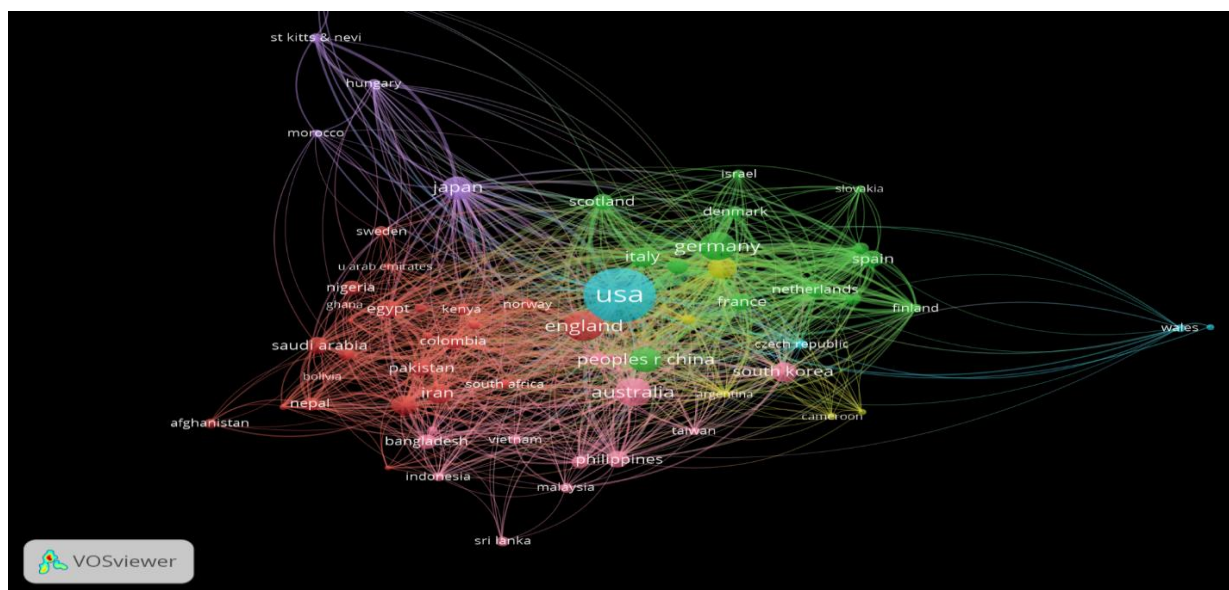 st kitts & nevi
hungary
morocco
japan
israel
slovakia
scotland
denmark
sweden
germany
italy
spain
u arab emirates
nigeria
netherlands
usa
ghana
egypt
kenya
norway
france
finland
england
wales
saudi arabia
colombia
czech republic
peoples r china
pakistan
south korea
bolivia
south africa
iran
australia
argentina
nepal
cameroon
afghanistan
taiwan
bangladesh
vietnam
philippines
indonesia
malaysia
sri lanka
VOSviewer